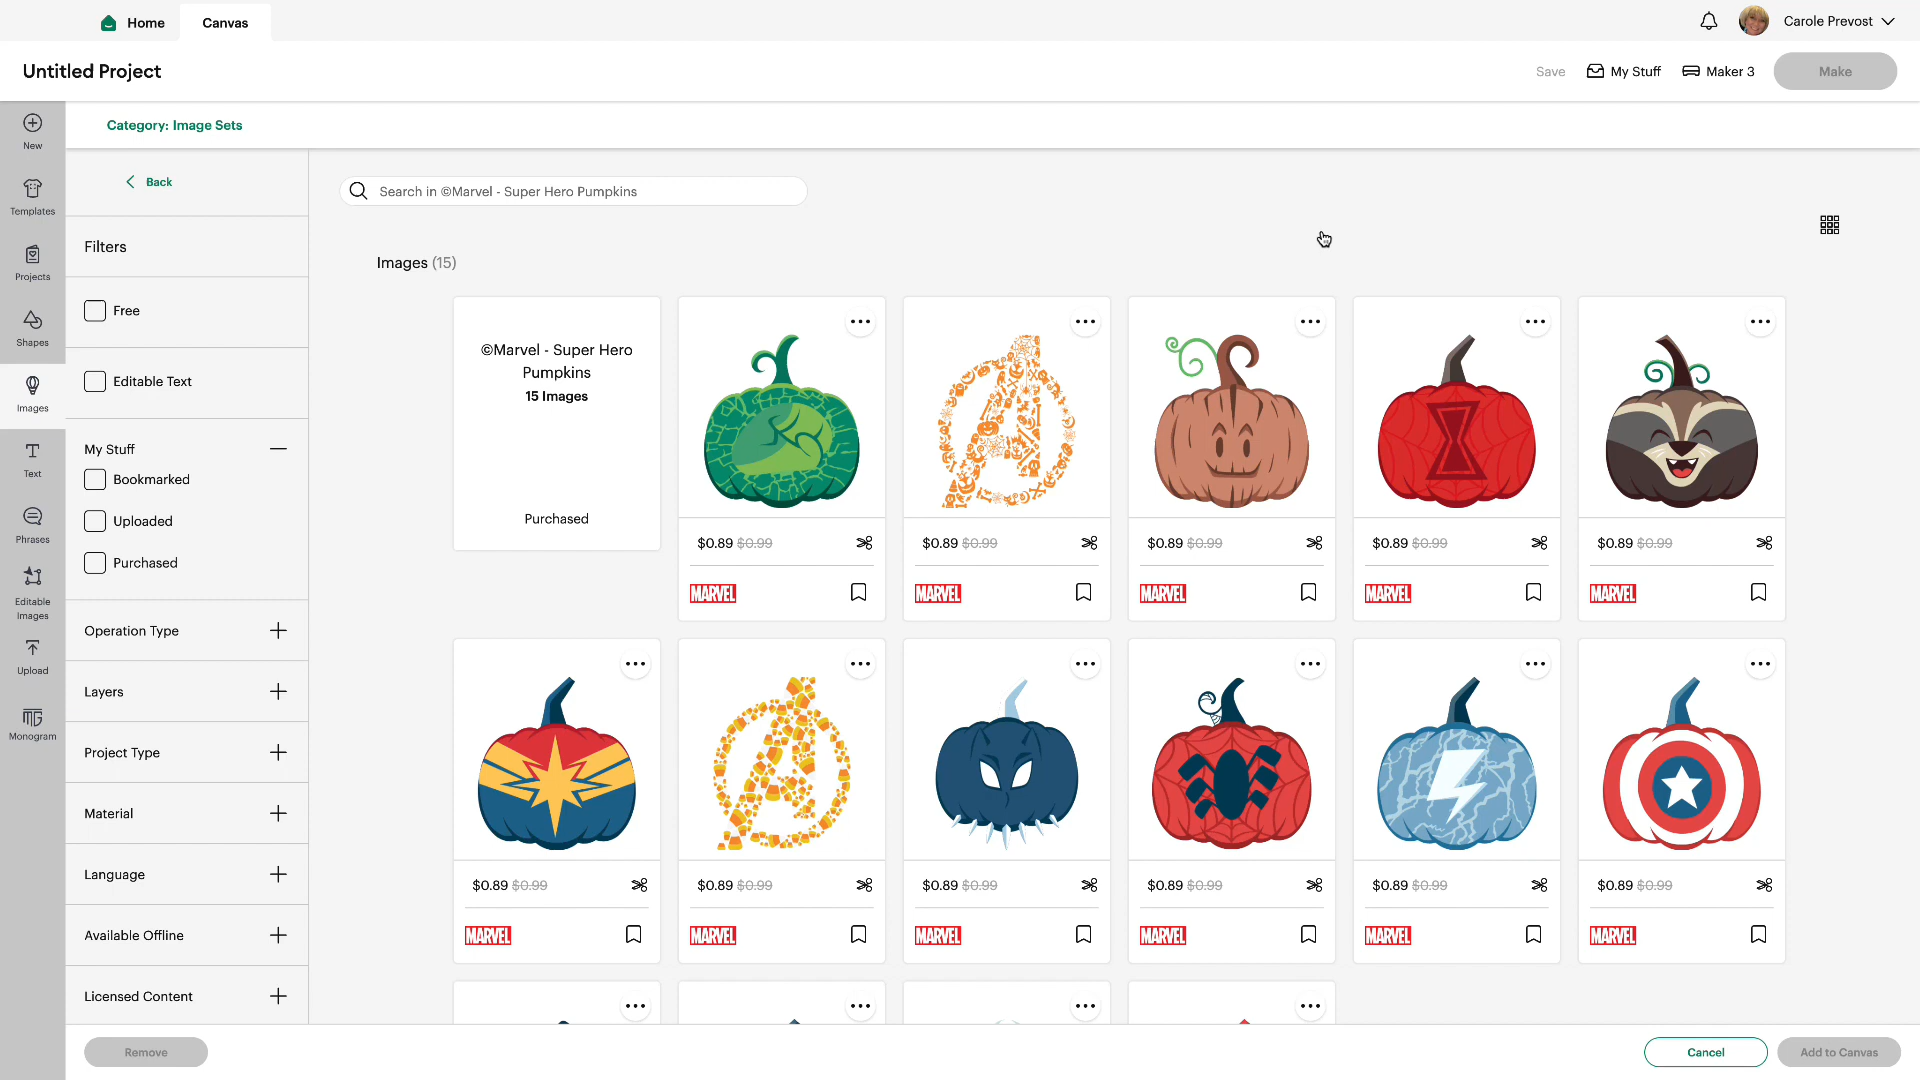 Home
Canvas
Carole Prevost
Untitled Project
Save
My Stuff
Maker 3
Make
New
Templates
Projects
Shapes
Images
Text
Phrases
Editable
Images
Upload
MG
Monogram
Category: Image Sets
Back
Filters
Free
Editable Text
My Stuff
Bookmarked
Uploaded
Purchased
Operation Type
Layers
Project Type
Material
Language
Available Offline
Licensed Content
Search in ©Marvel - Super Hero Pumpkins
Images (15)
©Marvel - Super Hero
Pumpkins
15 Images
Purchased
$0.89 $0.99
MARVEL
$0.89 $0.99
MARVEL
$0.89 $0.99
MARVEL
$0.89 $0.99
MARVEL
$0.89 $0.99
MARVEL
$0.89 $0.99
MARVEL
$0.89 $0.99
MARVEL
$0.89 $0.99
MARVEL
$0.89 $0.99
MARVEL
$0.89 $0.99
MARVEL
$0.89 $0.99
MARVEL
Remove
Cancel
Add to Canvas